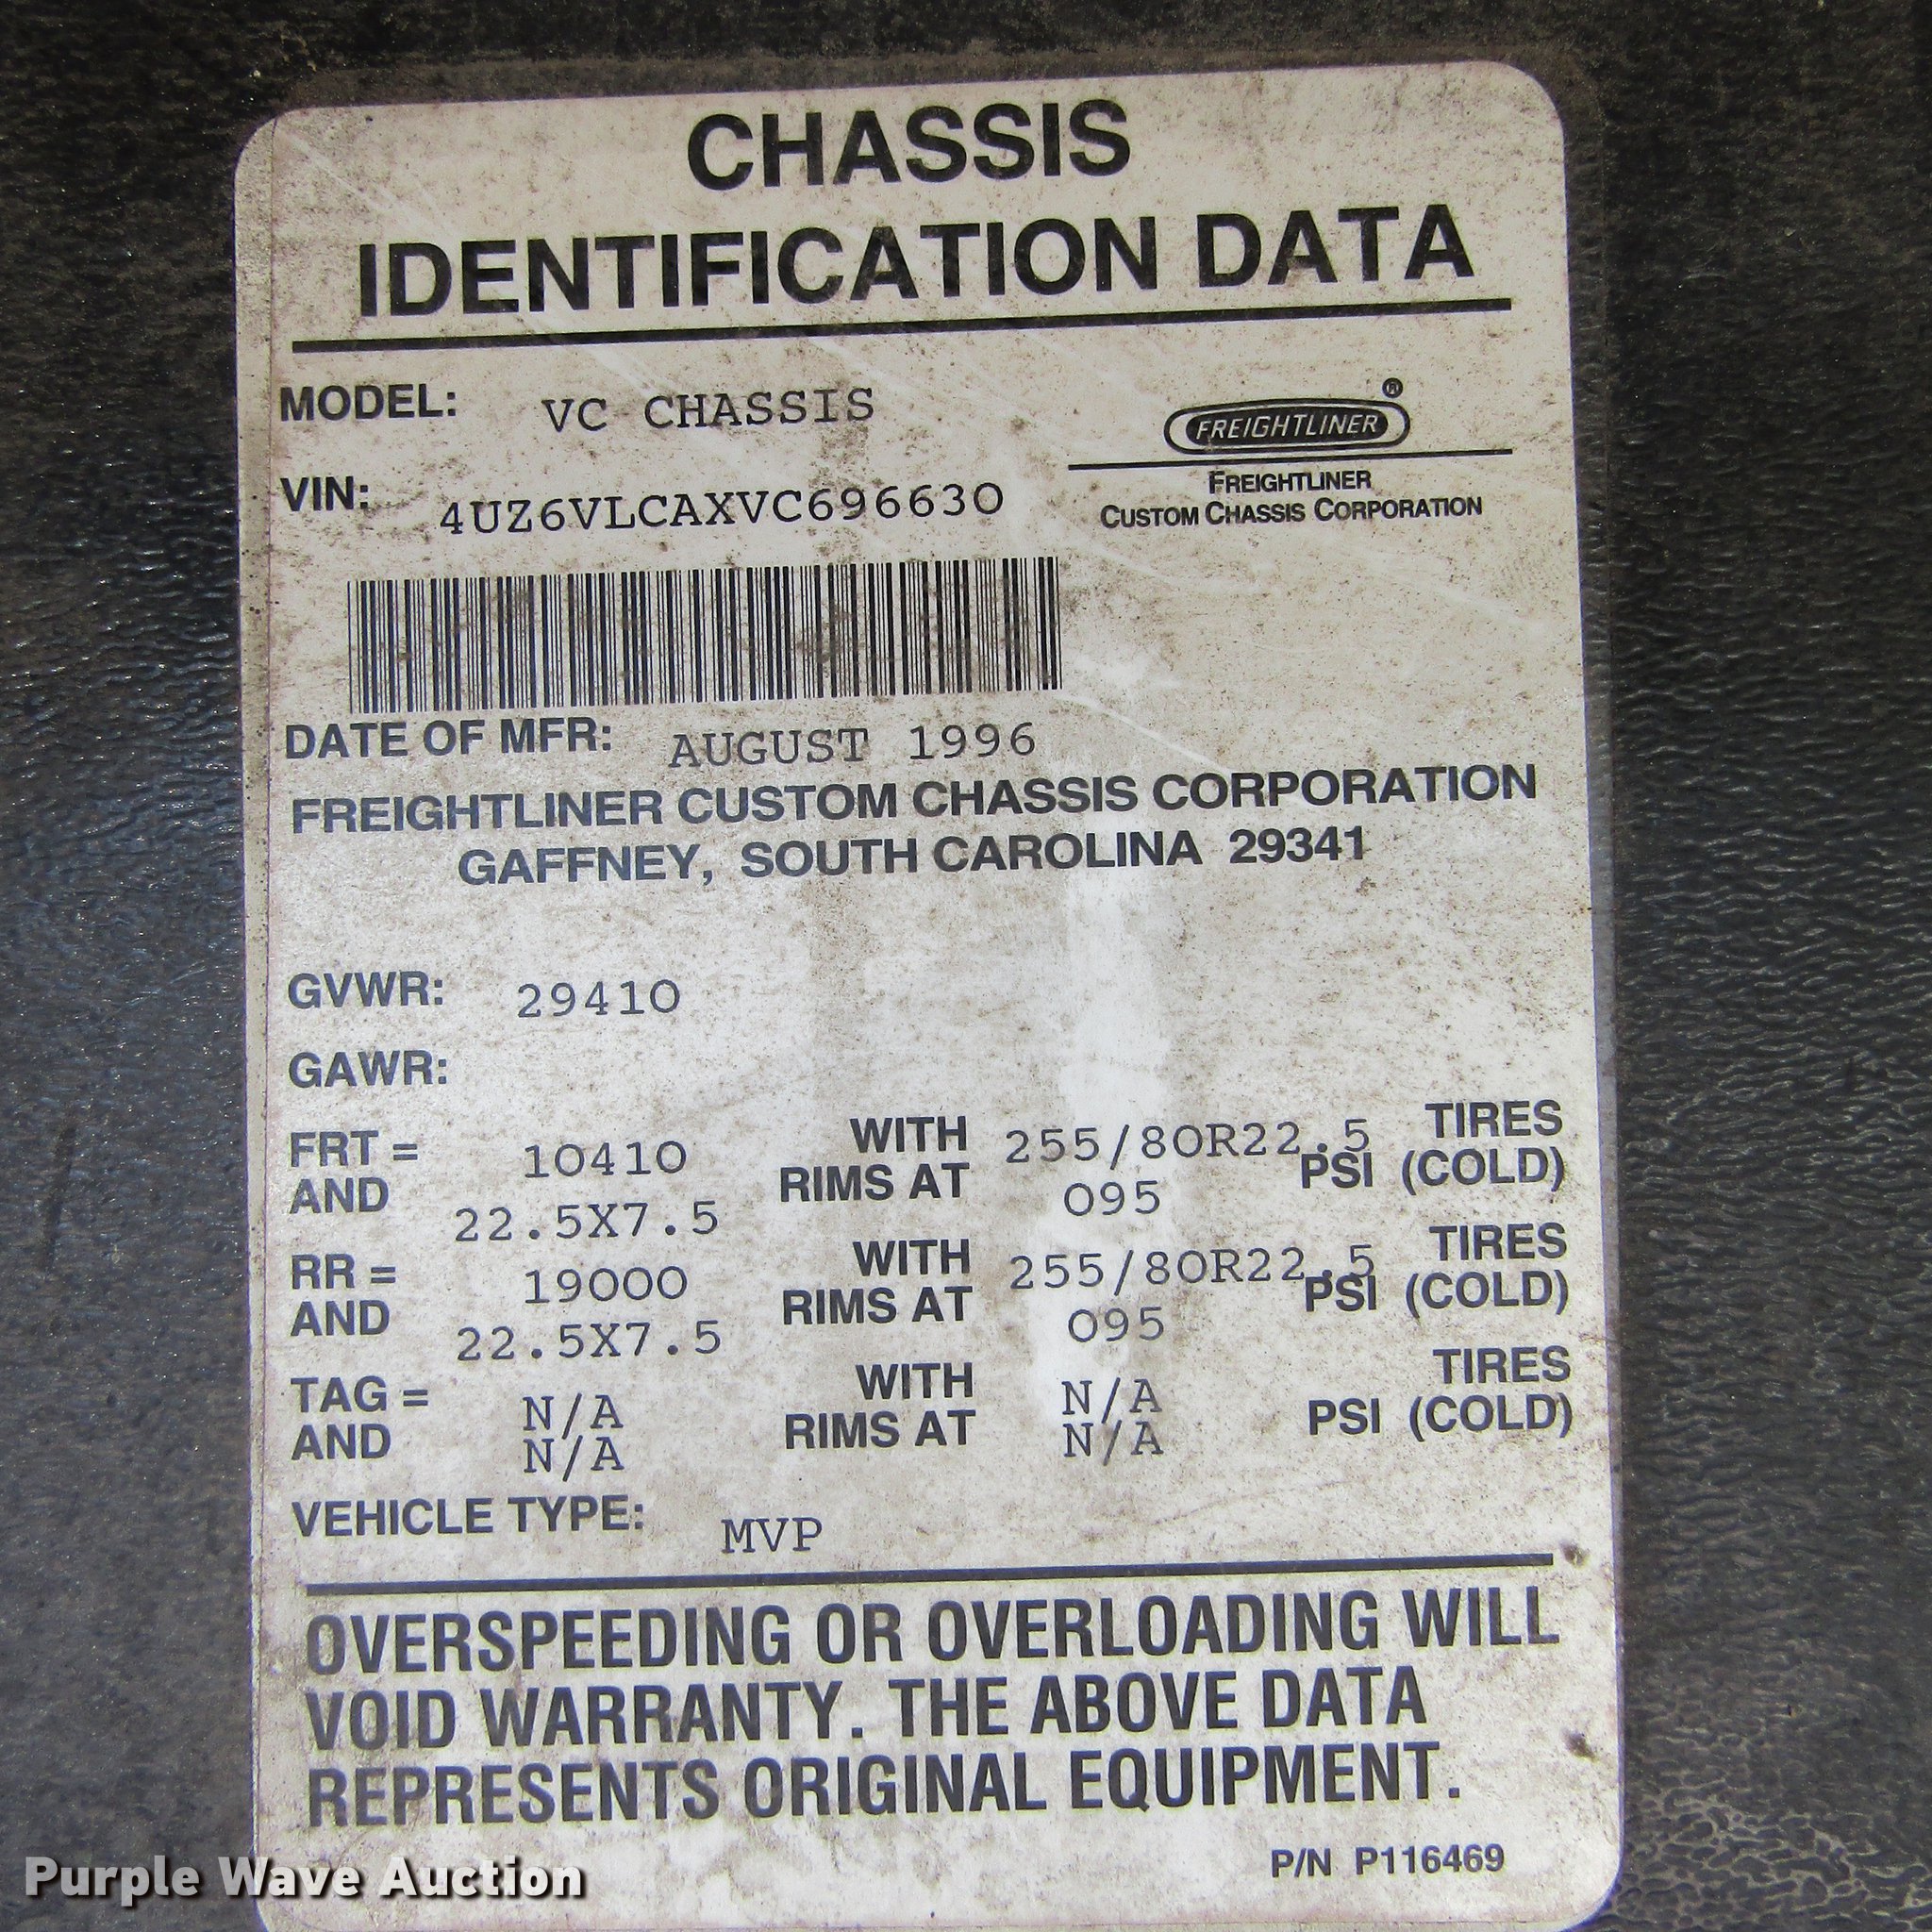 CHASSIS
IDENTIFICATION DATA
MODEL: VC CHASSIS
FREIGHTLINER ®
VIN: 4UZ6VLCAXVC696630
FREIGHTLINER
CUSTOM CHASSIS CORPORATION
DATE OF MFR: AUGUST 1996
FREIGHTLINER CUSTOM CHASSIS CORPORATION
GAFFNEY, SOUTH CAROLINA 29341
GVWR: 29410
GAWR:
FRT = 10410 WITH 255/80R22.5 TIRES
AND 22.5X7.5 RIMS AT 095 PSI (COLD)
RR = 19000 WITH 255/80R22.5 TIRES
AND 22.5X7.5 RIMS AT 095 PSI (COLD)
TAG = N/A WITH N/A TIRES
AND N/A RIMS AT N/A PSI (COLD)
VEHICLE TYPE: MVP
OVERSPEEDING OR OVERLOADING WILL
VOID WARRANTY. THE ABOVE DATA
REPRESENTS ORIGINAL EQUIPMENT.
P/N P116469
Purple Wave Auction